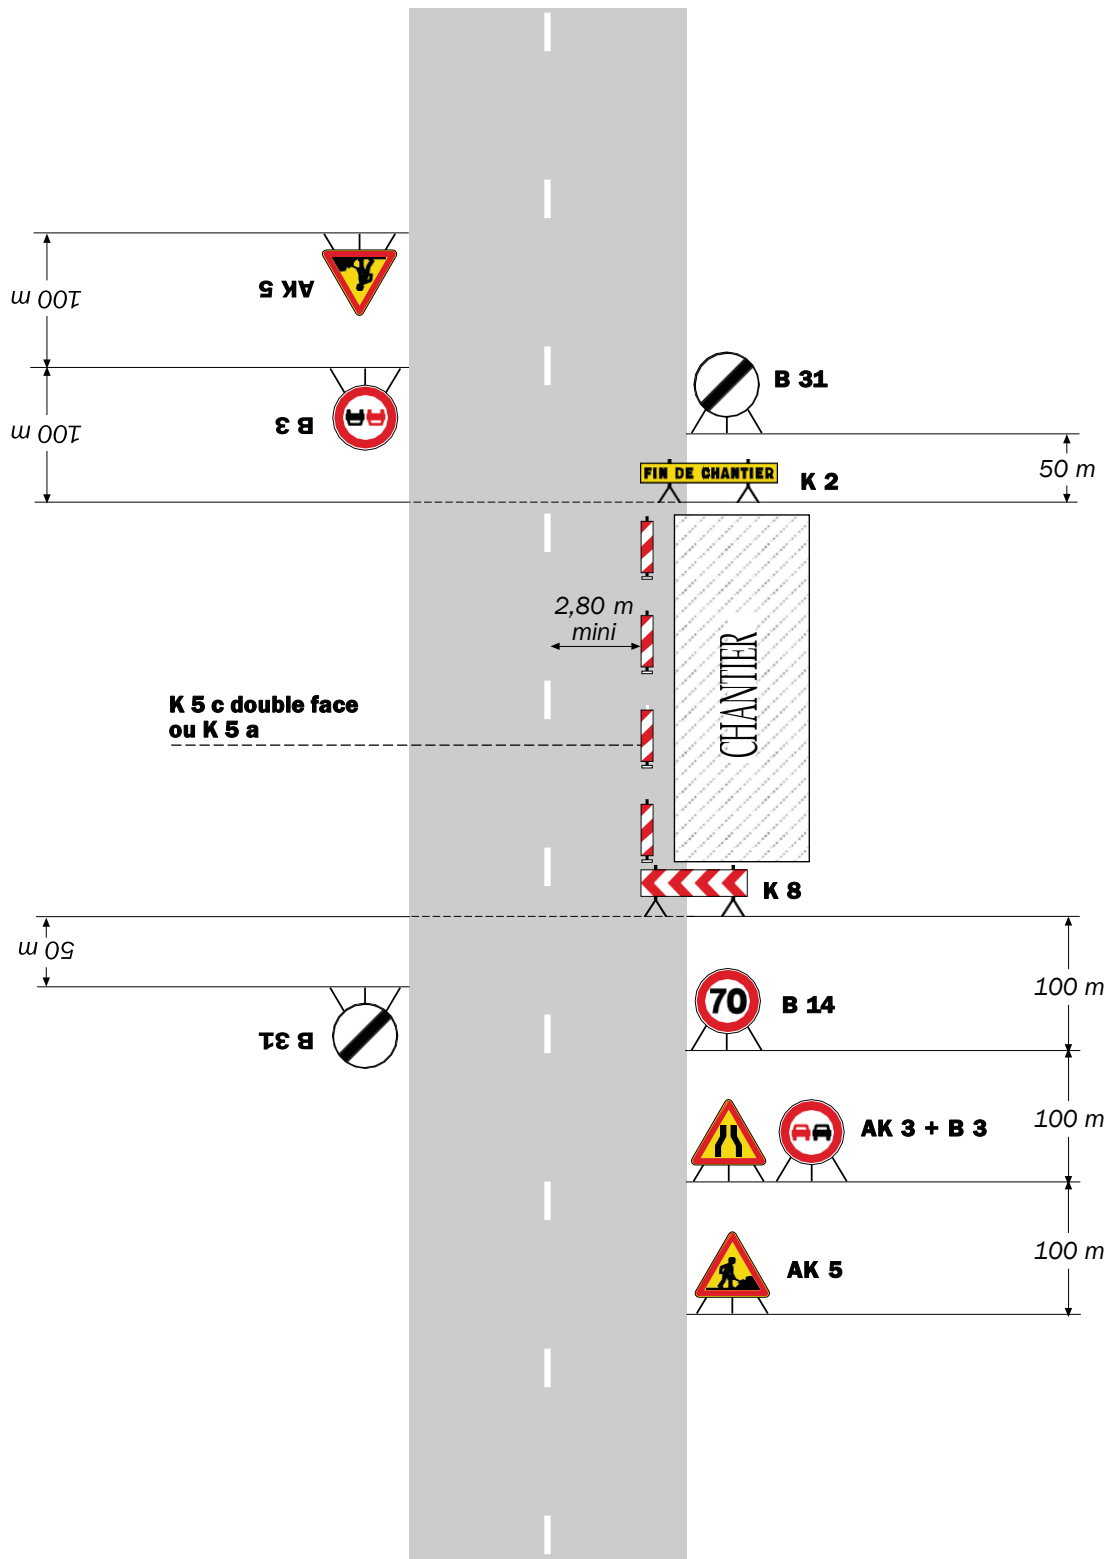 AK 5
100 m
B 3
100 m
B 31
50 m
FIN DE CHANTIER
K 2
2,80 m
mini
CHANTIER
K 5 c double face
ou K 5 a
K 8
50 m
B 31
70
B 14
100 m
AK 3 + B 3
100 m
AK 5
100 m